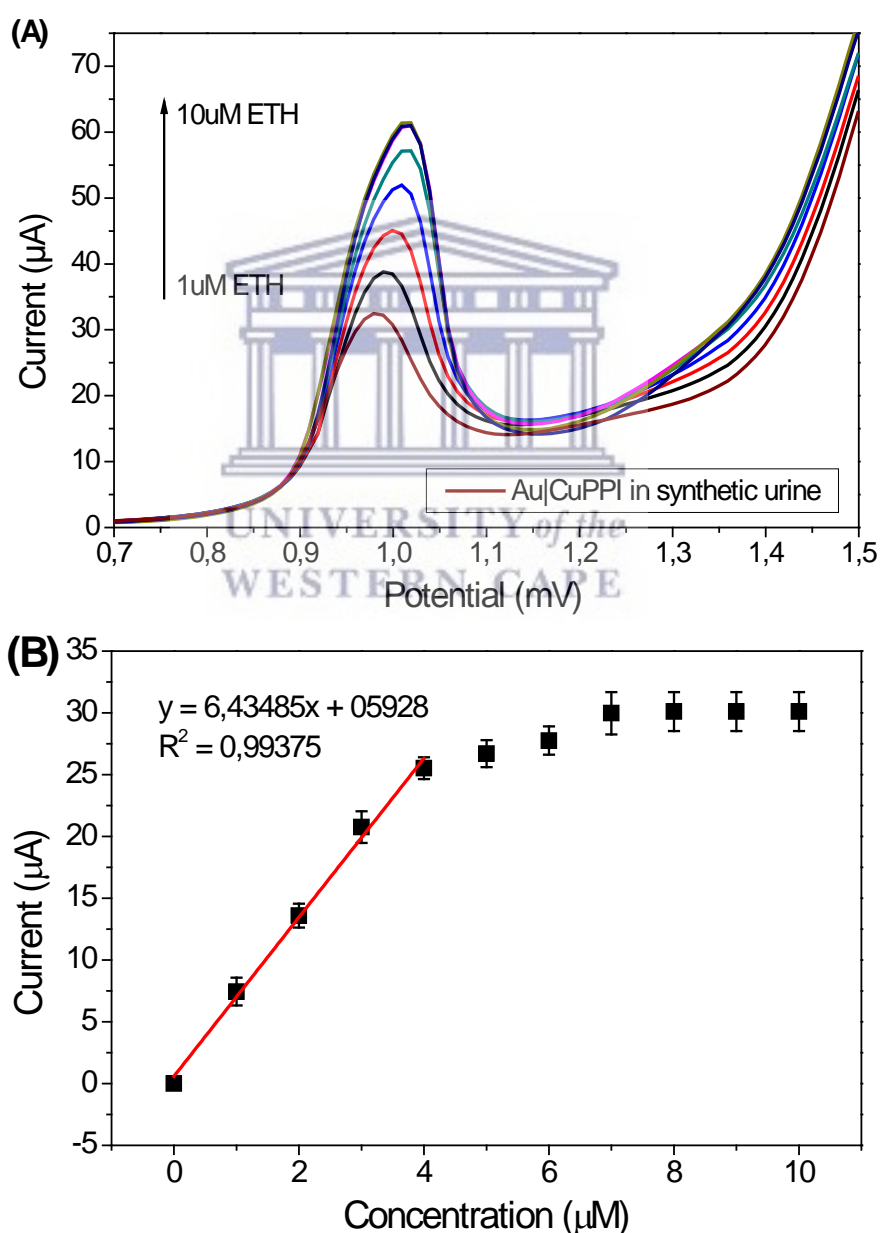 (A)
70
60
50
40
30
20
10
0
Current (µA)
10uM ETH
1uM ETH
Au|CuPPI in synthetic urine
UNIVERSITY of the
WESTERN CAPE
0,7 0,8 0,9 1,0 1,1 1,2 1,3 1,4 1,5
Potential (mV)
(B)
35
30
25
20
15
10
5
0
-5
Current (µA)
y = 6,43485x + 05928
R² = 0,99375
0 2 4 6 8 10
Concentration (µM)